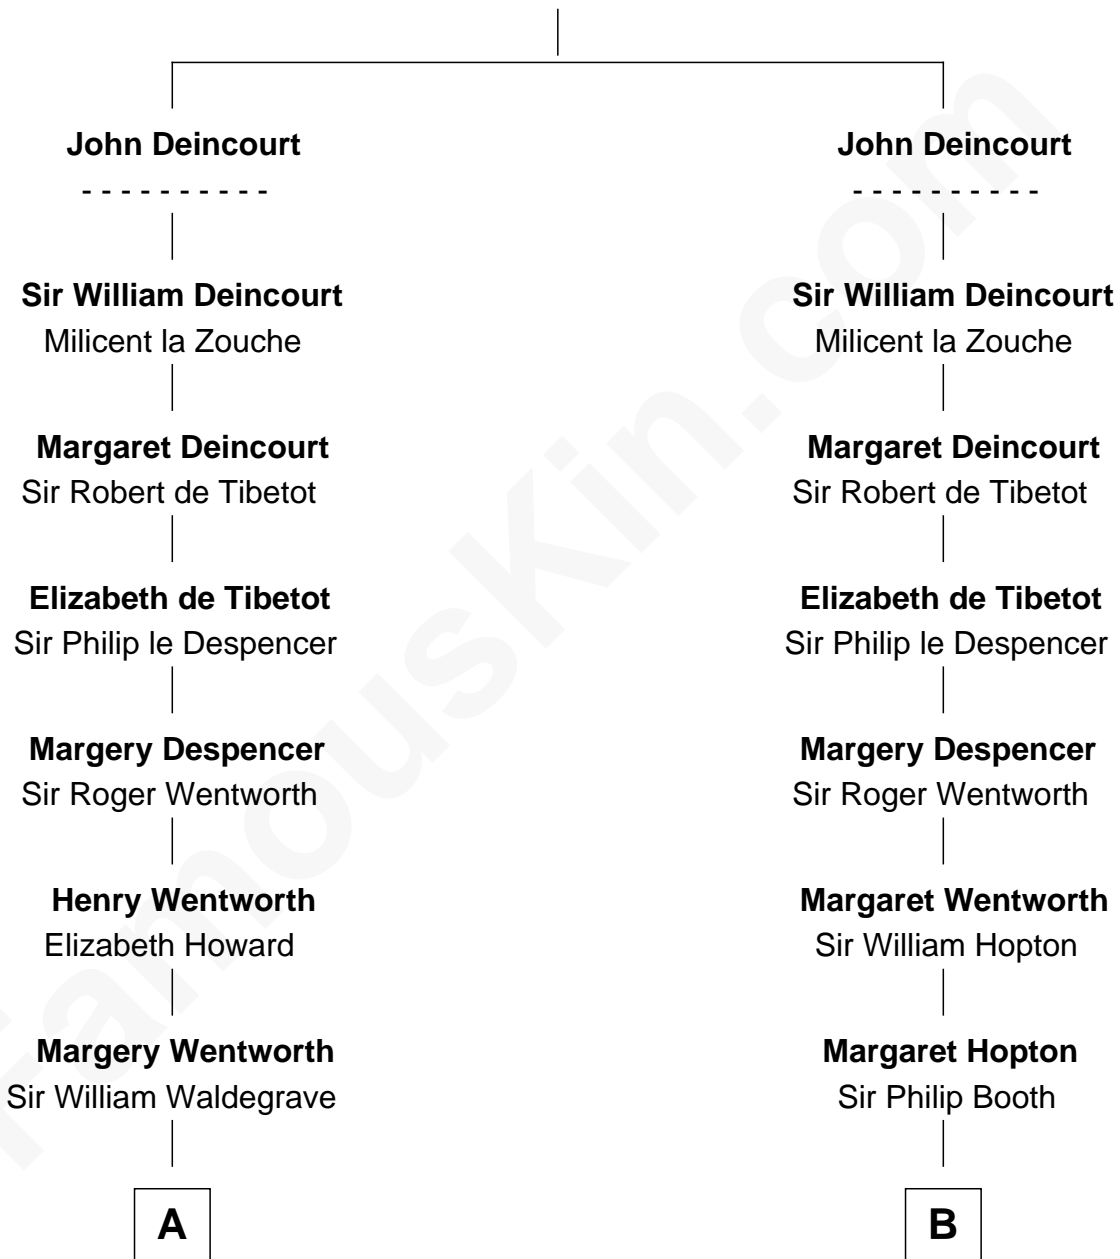 John Deincourt
John Deincourt
- - - - - - - - - -
- - - - - - - - - -
Sir William Deincourt
Milicent la Zouche
Sir William Deincourt
Milicent la Zouche
Margaret Deincourt
Sir Robert de Tibetot
Margaret Deincourt
Sir Robert de Tibetot
Elizabeth de Tibetot
Sir Philip le Despencer
Elizabeth de Tibetot
Sir Philip le Despencer
Margery Despencer
Sir Roger Wentworth
Margery Despencer
Sir Roger Wentworth
Henry Wentworth
Elizabeth Howard
Margaret Wentworth
Sir William Hopton
Margery Wentworth
Sir William Waldegrave
Margaret Hopton
Sir Philip Booth
A
B
FamousKin.com